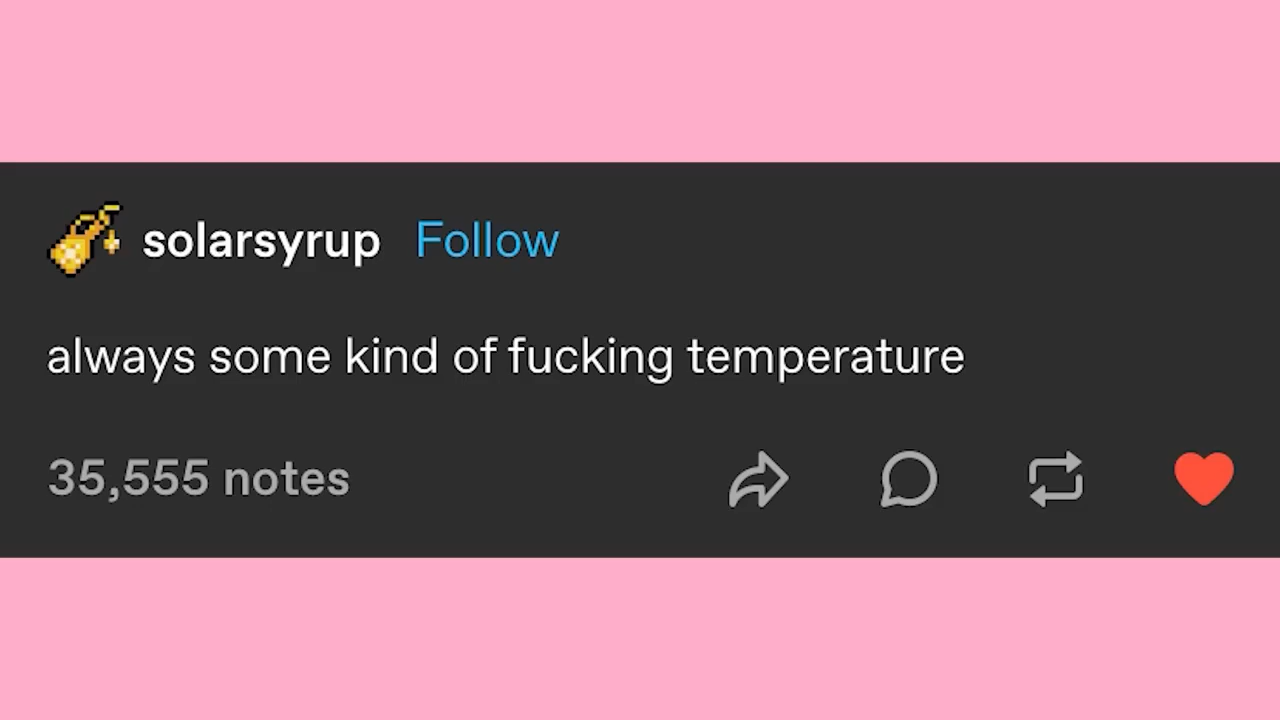 solarsyrup Follow
always some kind of fucking temperature
35,555 notes